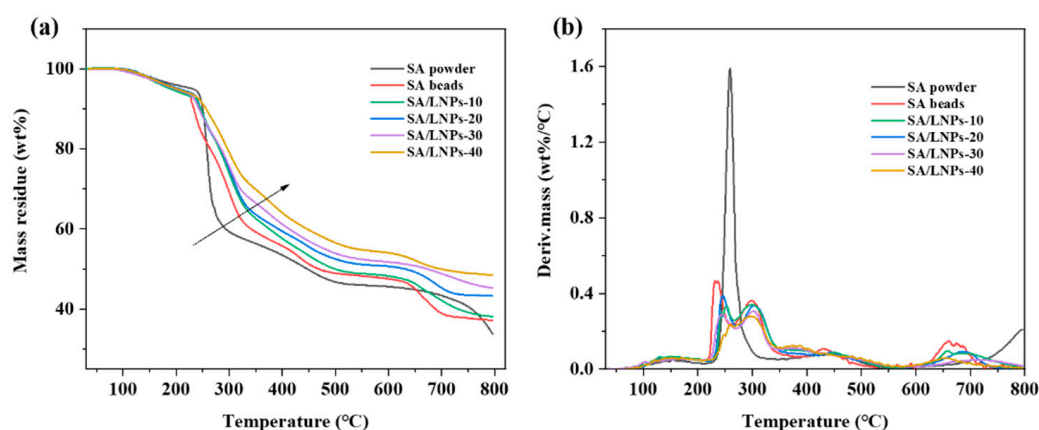 (a)
Mass residue (wt%)
100
80
60
40
SA powder
SA beads
SA/LNPs-10
SA/LNPs-20
SA/LNPs-30
SA/LNPs-40
100 200 300 400 500 600 700 800
Temperature (℃)
(b)
Deriv.mass (wt%/℃)
1.6
1.2
0.8
0.4
0.0
SA powder
SA beads
SA/LNPs-10
SA/LNPs-20
SA/LNPs-30
SA/LNPs-40
100 200 300 400 500 600 700 800
Temperature (℃)